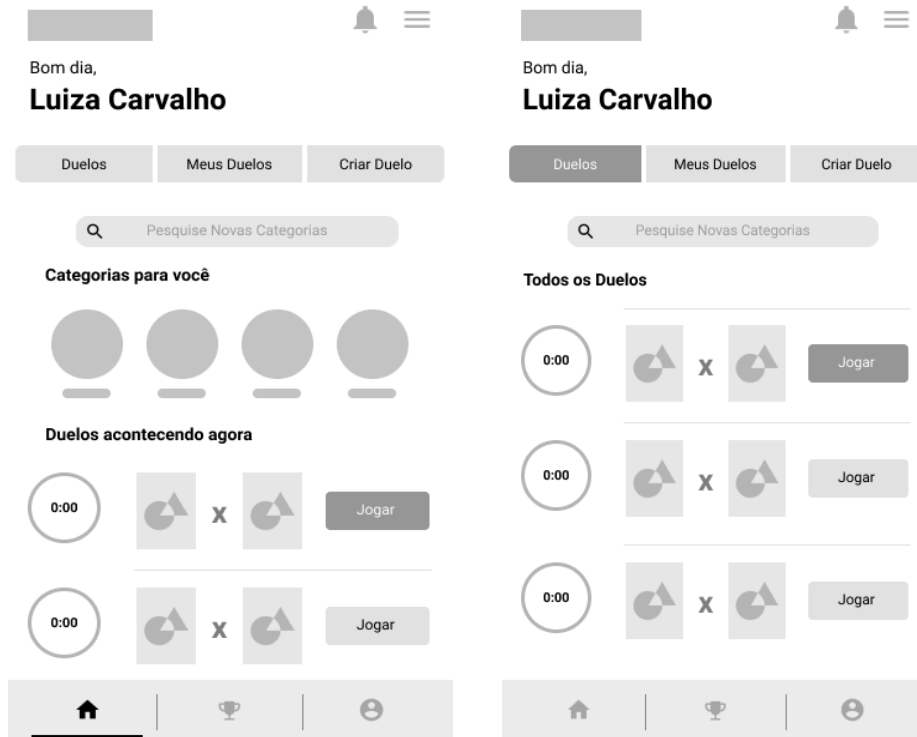 Bom dia,
Luiza Carvalho
Duelos Meus Duelos Criar Duelo
Pesquise Novas Categorias
Categorias para você
Duelos acontecendo agora
0:00 x Jogar
0:00 x Jogar
Bom dia,
Luiza Carvalho
Duelos Meus Duelos Criar Duelo
Pesquise Novas Categorias
Todos os Duelos
0:00 x Jogar
0:00 x Jogar
0:00 x Jogar